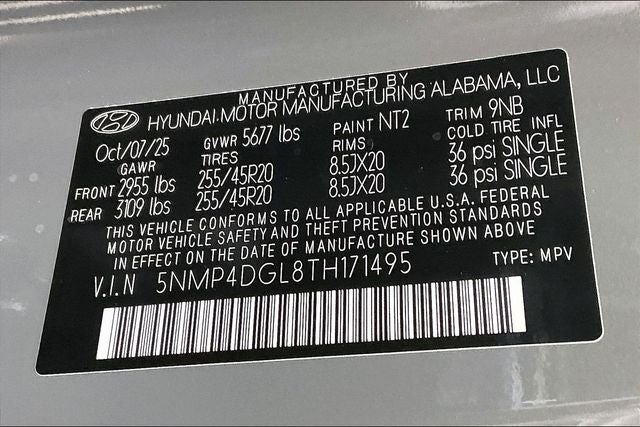 MANUFACTURED BY
HYUNDAI MOTOR MANUFACTURING ALABAMA, LLC
Oct/07/25 GVWR 5677 lbs PAINT NT2 TRIM 9NB
GAWR TIRES RIMS COLD TIRE INFL
FRONT 2955 lbs 255/45R20 8.5JX20 36 psi SINGLE
REAR 3109 lbs 255/45R20 8.5JX20 36 psi SINGLE
THIS VEHICLE CONFORMS TO ALL APPLICABLE U.S.A. FEDERAL
MOTOR VEHICLE SAFETY AND THEFT PREVENTION STANDARDS
IN EFFECT ON THE DATE OF MANUFACTURE SHOWN ABOVE
V.I.N 5NMP4DGL8TH171495 TYPE: MPV